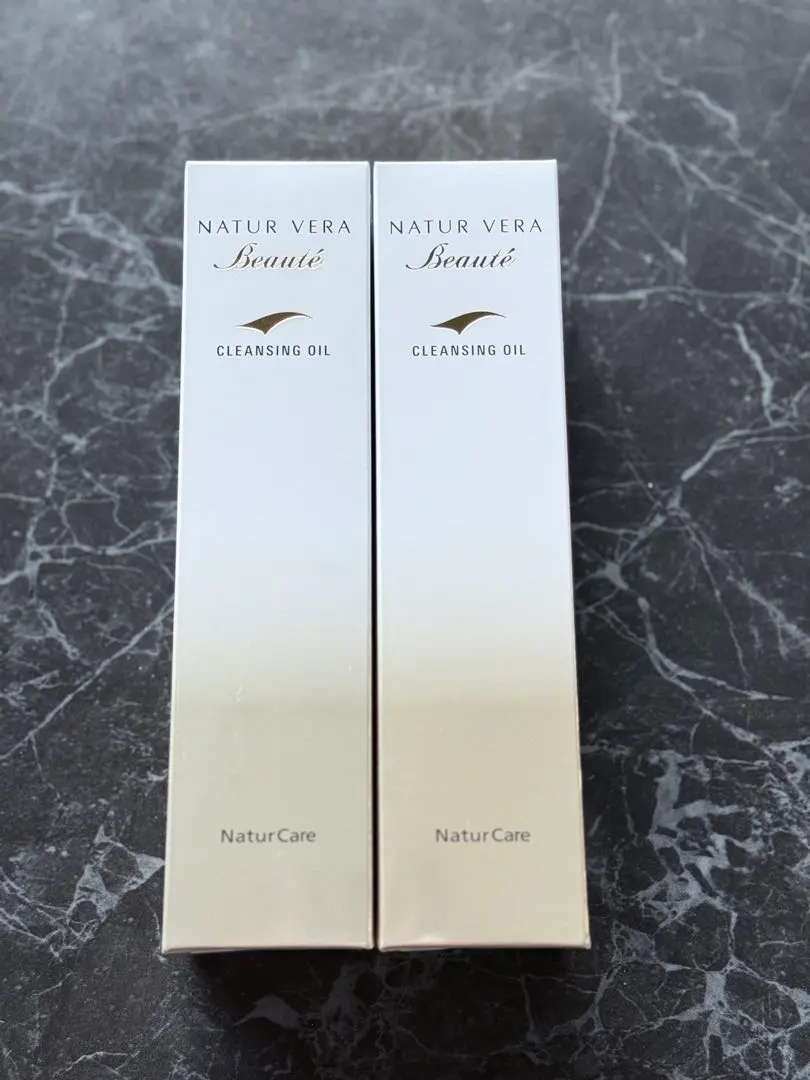 NATUR VERA
Beauté
CLEANSING OIL
NaturCare
NATUR VERA
Beauté
CLEANSING OIL
NaturCare